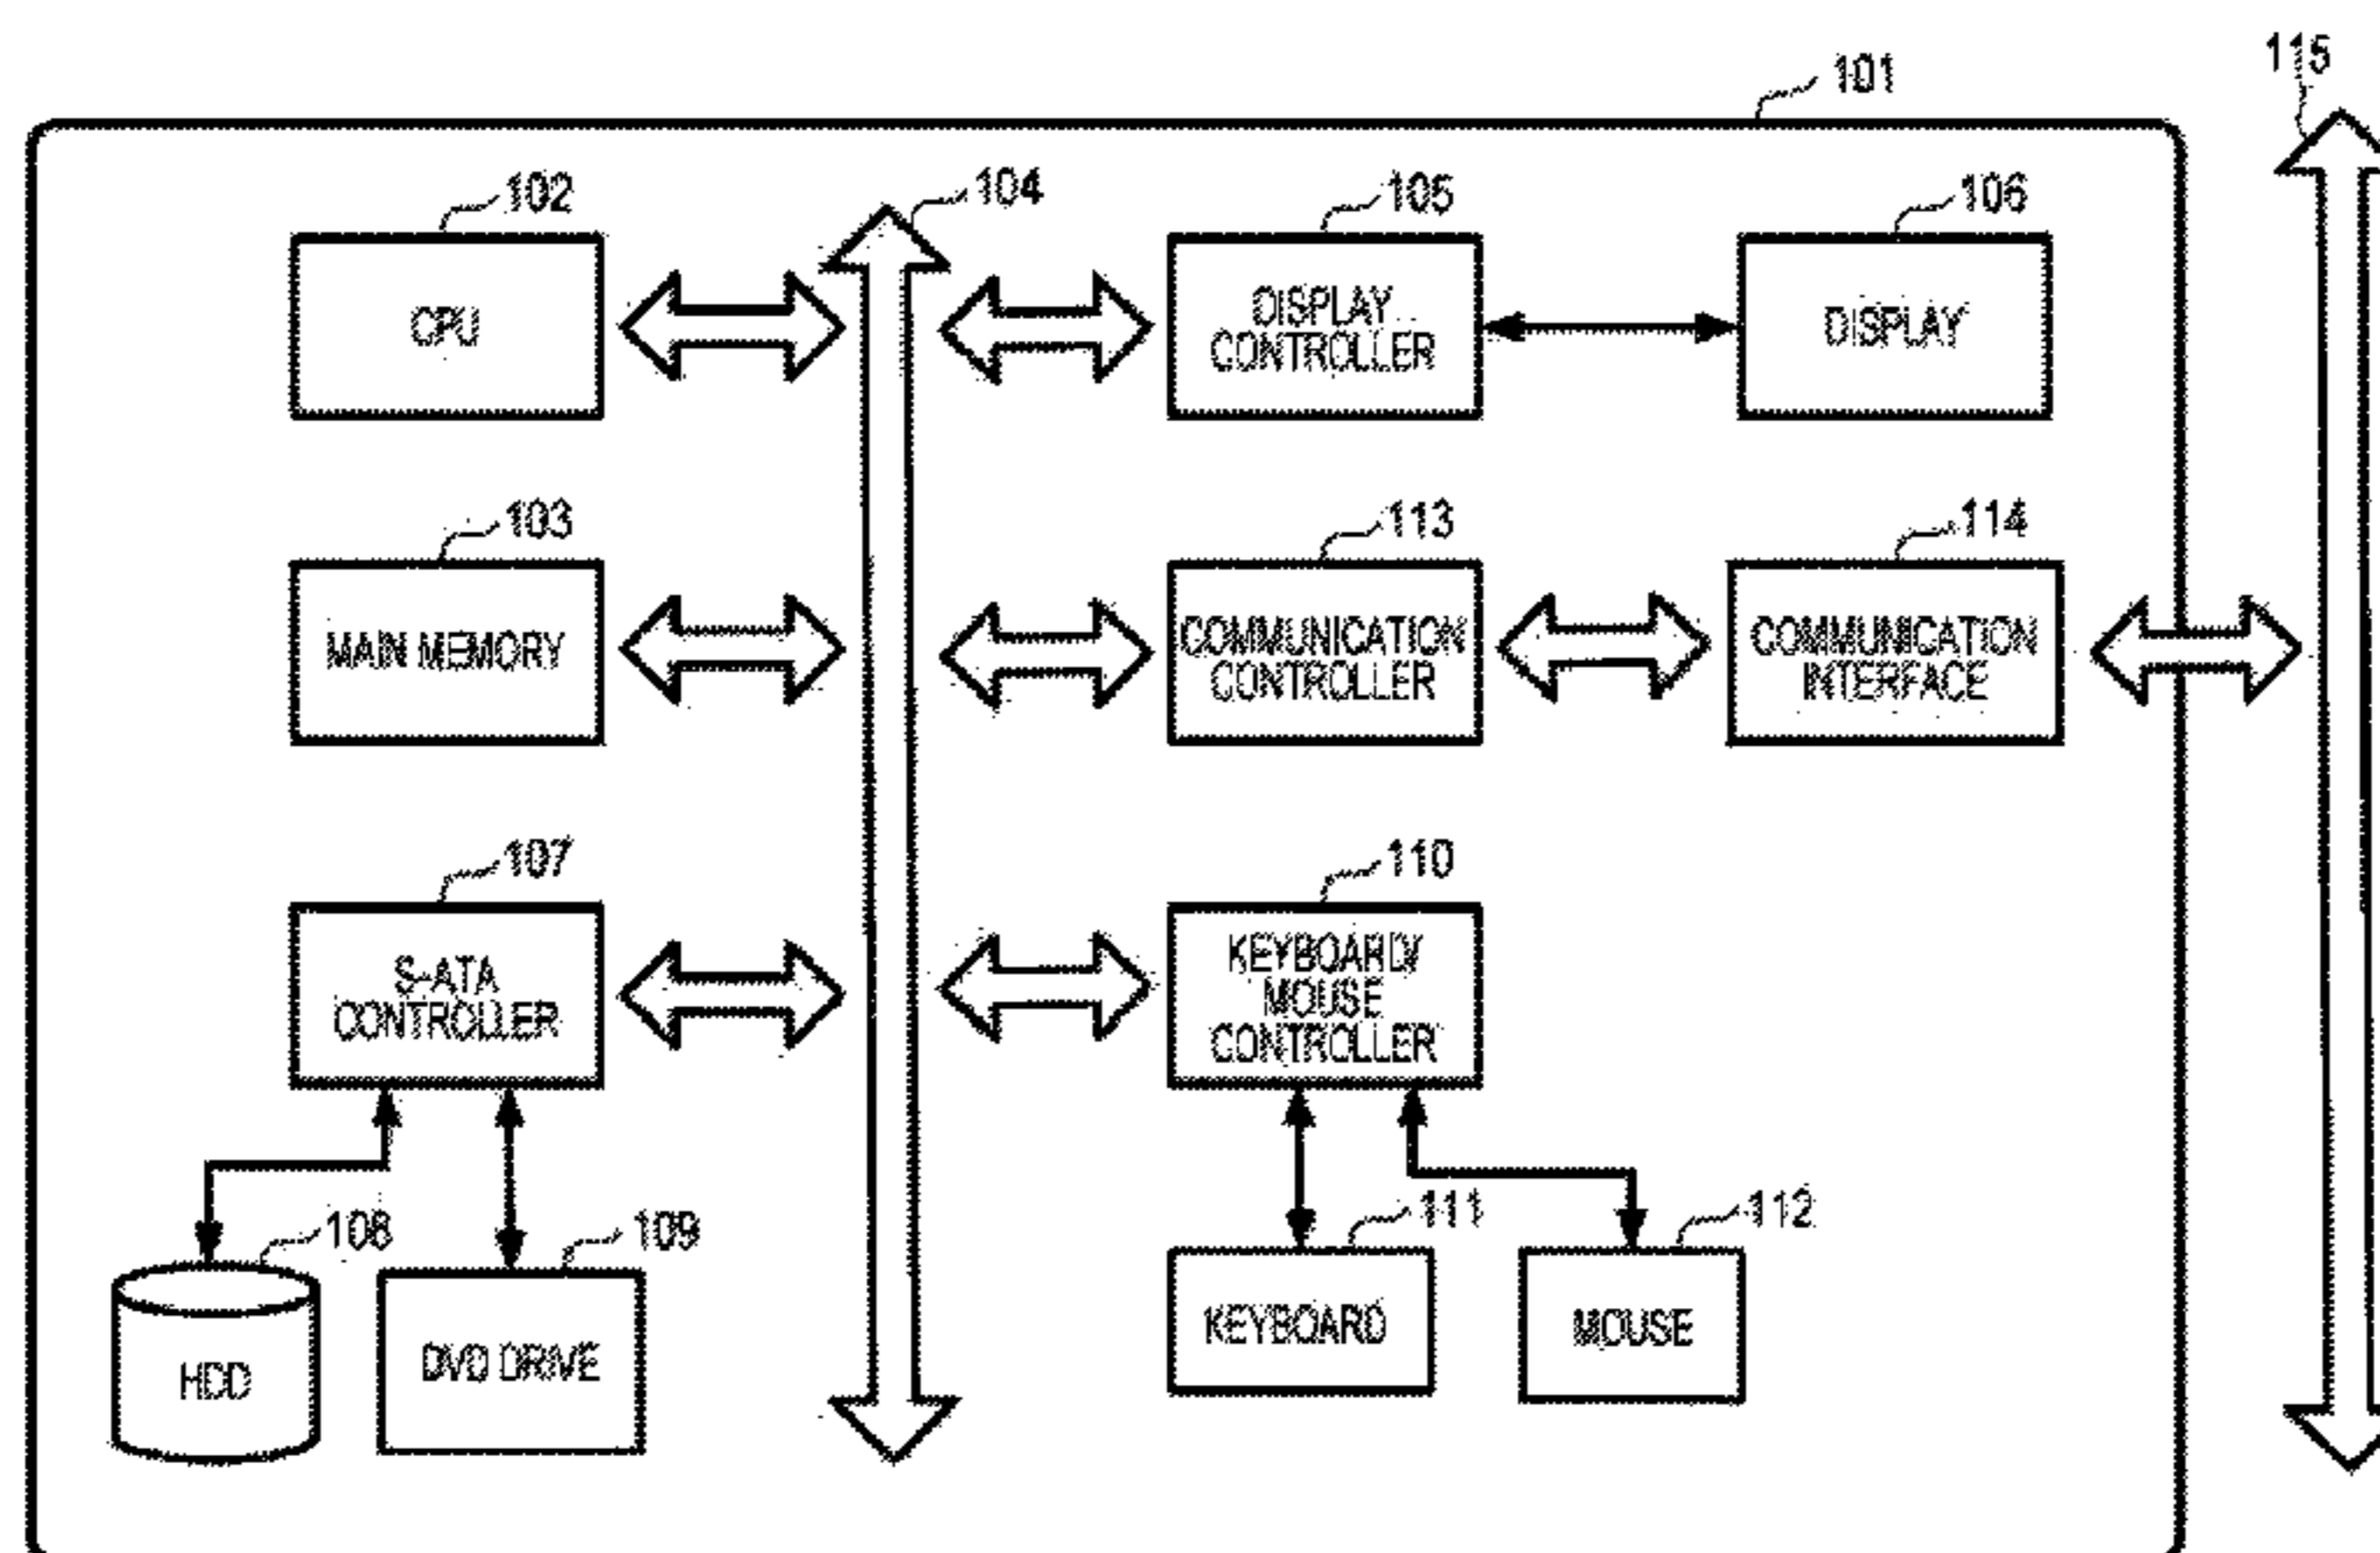 101
115
102
104
105
106
CPU
DISPLAY
CONTROLLER
DISPLAY
103
113
114
MAIN MEMORY
COMMUNICATION
CONTROLLER
COMMUNICATION
INTERFACE
107
110
S-ATA
CONTROLLER
KEYBOARD/
MOUSE
CONTROLLER
108
109
111
112
HDD
DVD DRIVE
KEYBOARD
MOUSE